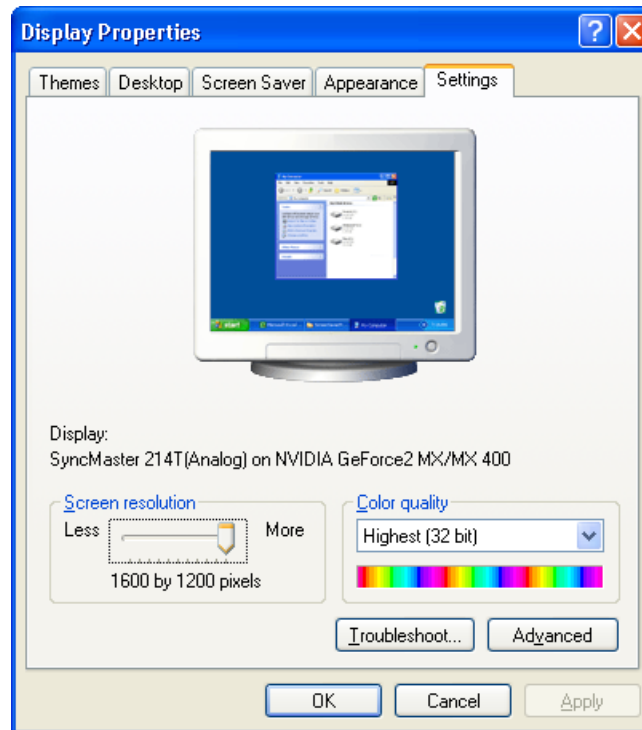 Display Properties
Themes Desktop Screen Saver Appearance Settings
start
Display:
SyncMaster 214T(Analog) on NVIDIA GeForce2 MX/MX 400
Screen resolution
Less More
1600 by 1200 pixels
Color quality
Highest (32 bit)
Troubleshoot... Advanced
OK Cancel Apply